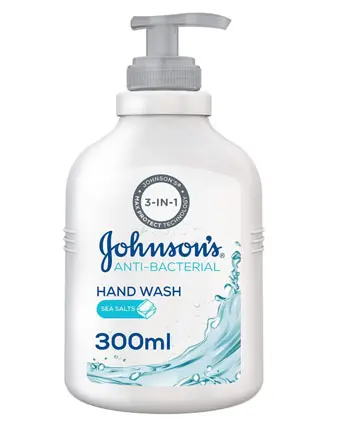 JOHNSON'S®
3-IN-1
MAX PROTECT TECHNOLOGY
Johnson's®
ANTI-BACTERIAL
HAND WASH
SEA SALTS
300ml